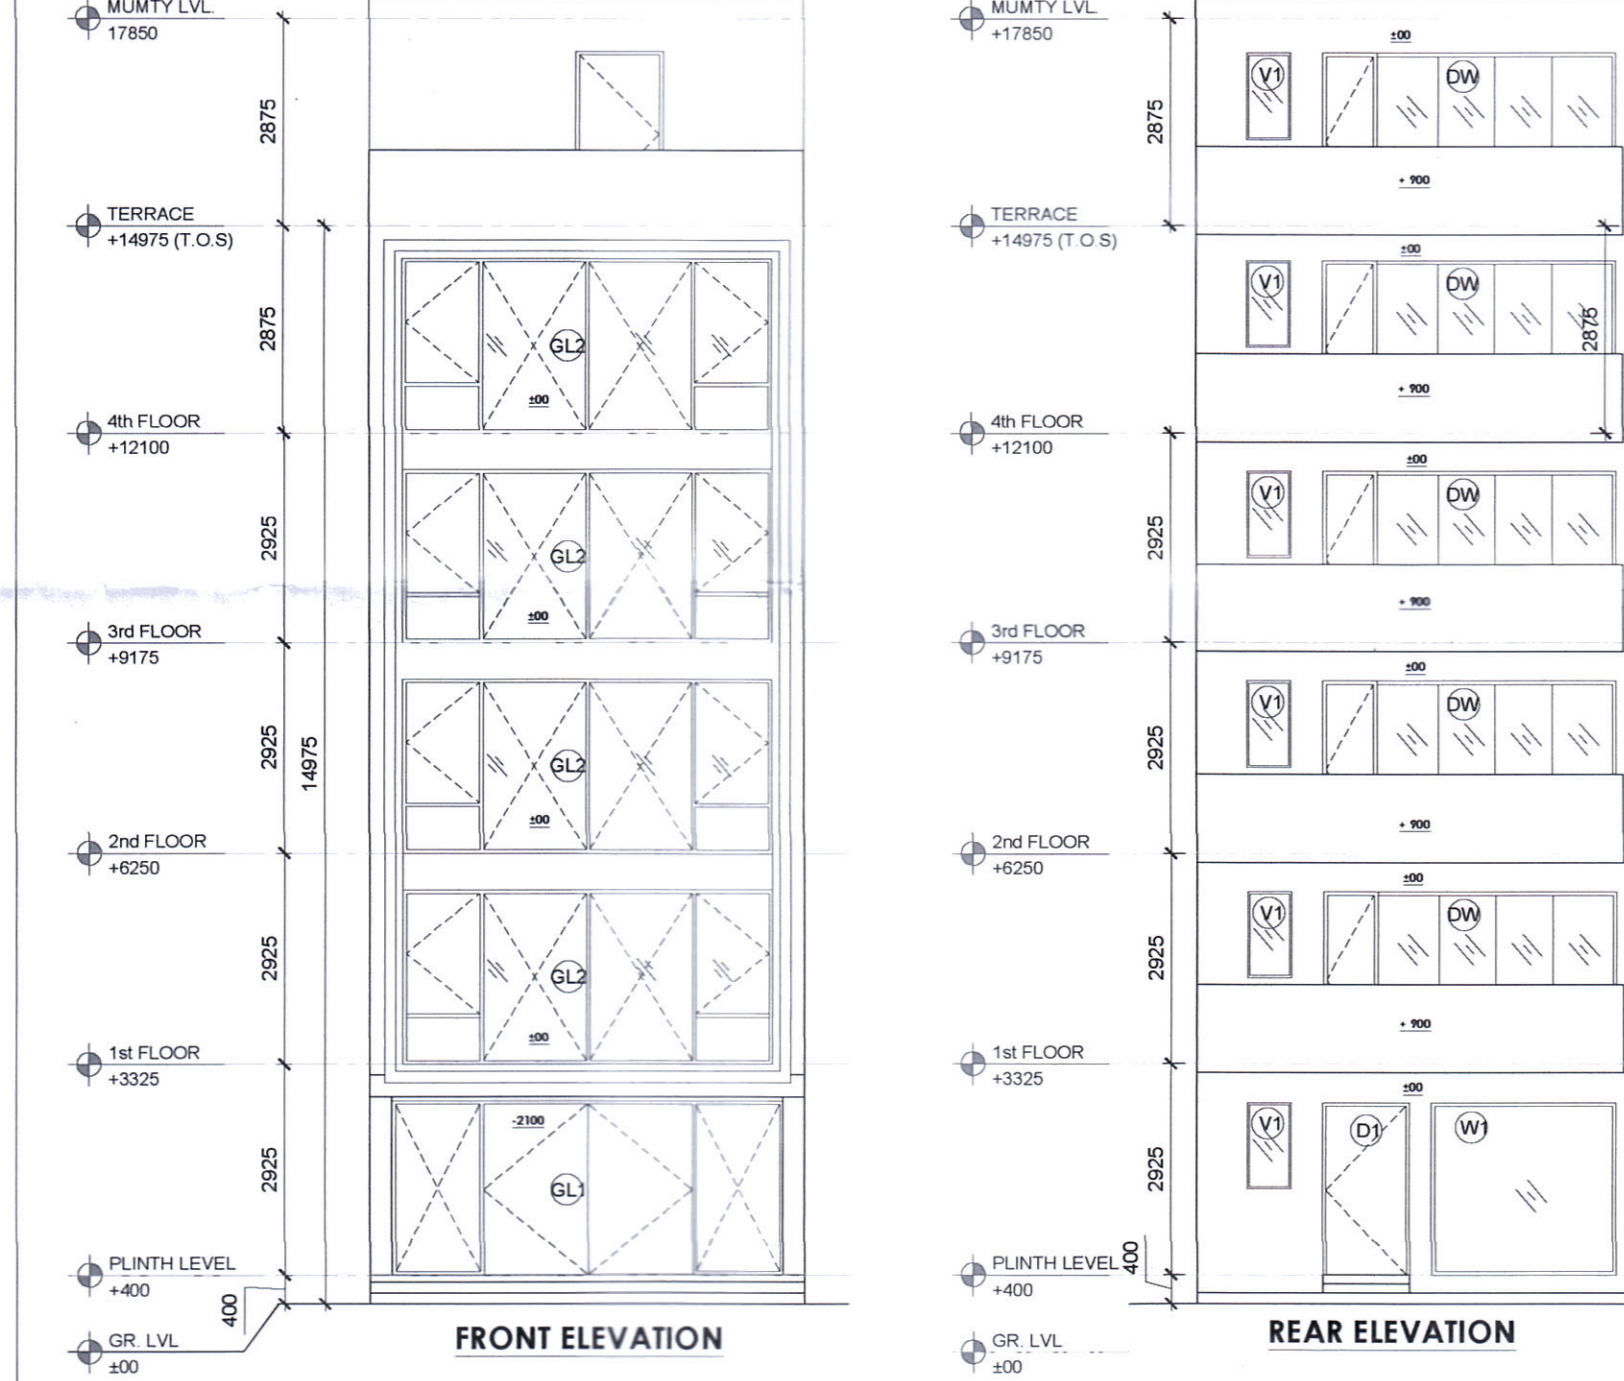 MUMTY LVL.
17850
2875
TERRACE
+14975 (T.O.S)
2875
GL2
±00
4th FLOOR
+12100
2925
GL2
±00
3rd FLOOR
+9175
2925
14975
GL2
±00
2nd FLOOR
+6250
2925
GL2
±00
1st FLOOR
+3325
-2100
2925
GL1
PLINTH LEVEL
+400
400
GR. LVL
±00
FRONT ELEVATION
MUMTY LVL.
+17850
±00
V1
DW
2875
+ 900
TERRACE
+14975 (T.O.S)
±00
V1
DW
2875
+ 900
4th FLOOR
+12100
±00
V1
DW
2925
+ 900
3rd FLOOR
+9175
±00
V1
DW
2925
+ 900
2nd FLOOR
+6250
±00
V1
DW
2925
+ 900
1st FLOOR
+3325
±00
V1
D1
W1
2925
PLINTH LEVEL
+400
400
GR. LVL
±00
REAR ELEVATION